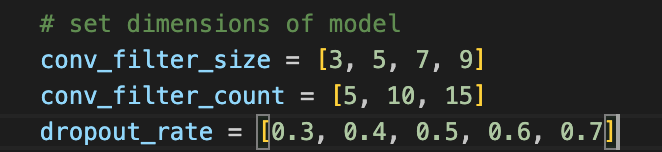 # set dimensions of model
conv_filter_size = [3, 5, 7, 9]
conv_filter_count = [5, 10, 15]
dropout_rate = [0.3, 0.4, 0.5, 0.6, 0.7]